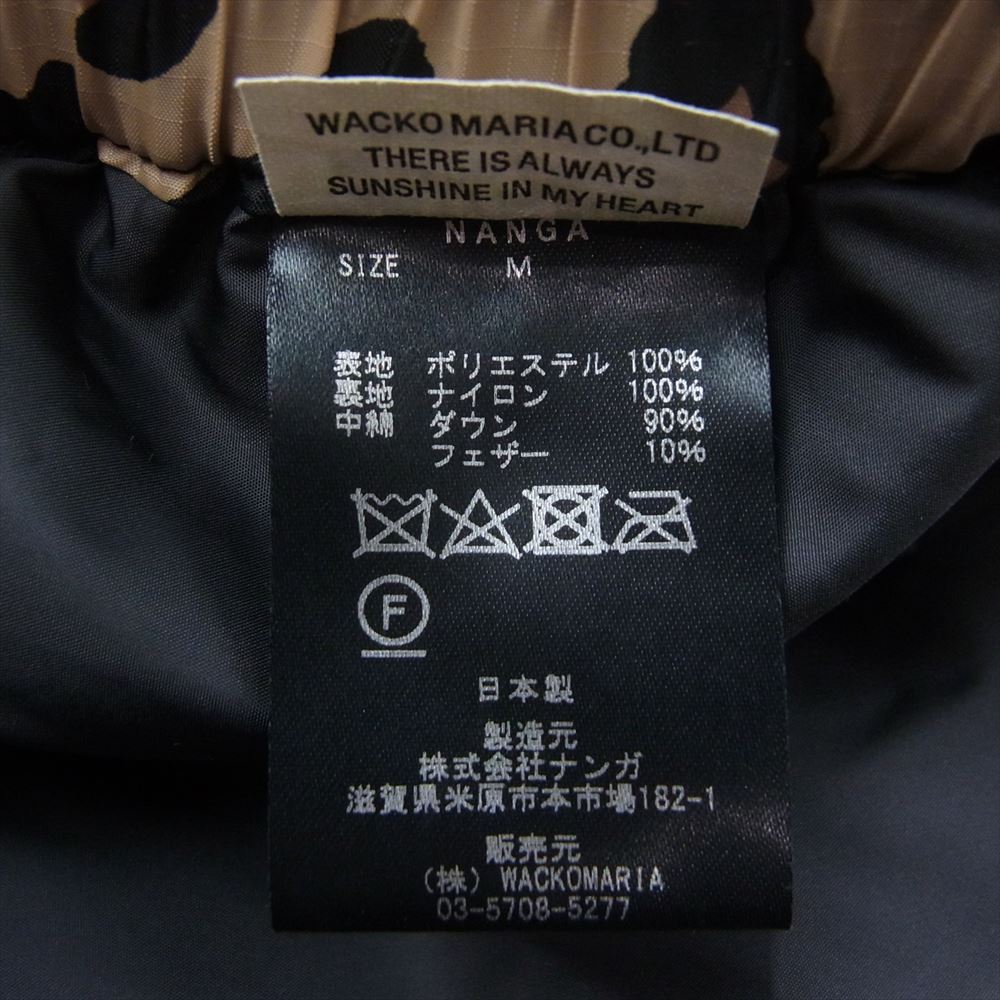 WACKO MARIA CO.,LTD
THERE IS ALWAYS
SUNSHINE IN MY HEART
NANGA
SIZE M
表地 ポリエステル 100%
裏地 ナイロン 100%
中綿 ダウン 90%
フェザー 10%
F
日本製
製造元
株式会社ナンガ
滋賀県米原市本市場182-1
販売元
(株) WACKOMARIA
03-5708-5277